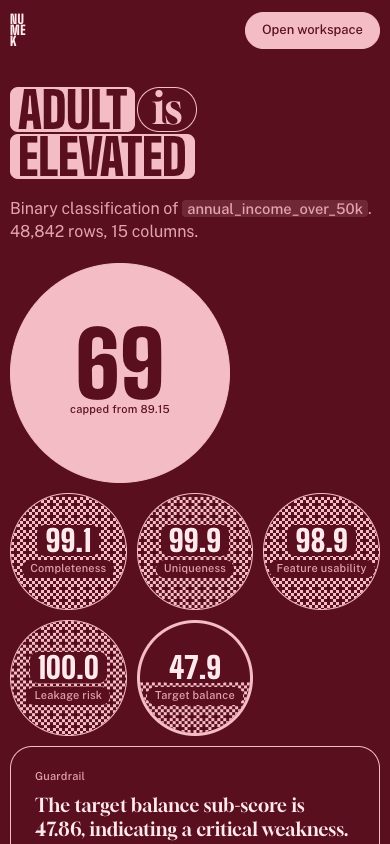 NU
ME
K
Open workspace
ADULT is
ELEVATED
Binary classification of annual_income_over_50k.
48,842 rows, 15 columns.
69
capped from 89.15
99.1
Completeness
99.9
Uniqueness
98.9
Feature usability
100.0
Leakage risk
47.9
Target balance
Guardrail
The target balance sub-score is
47.86, indicating a critical weakness.